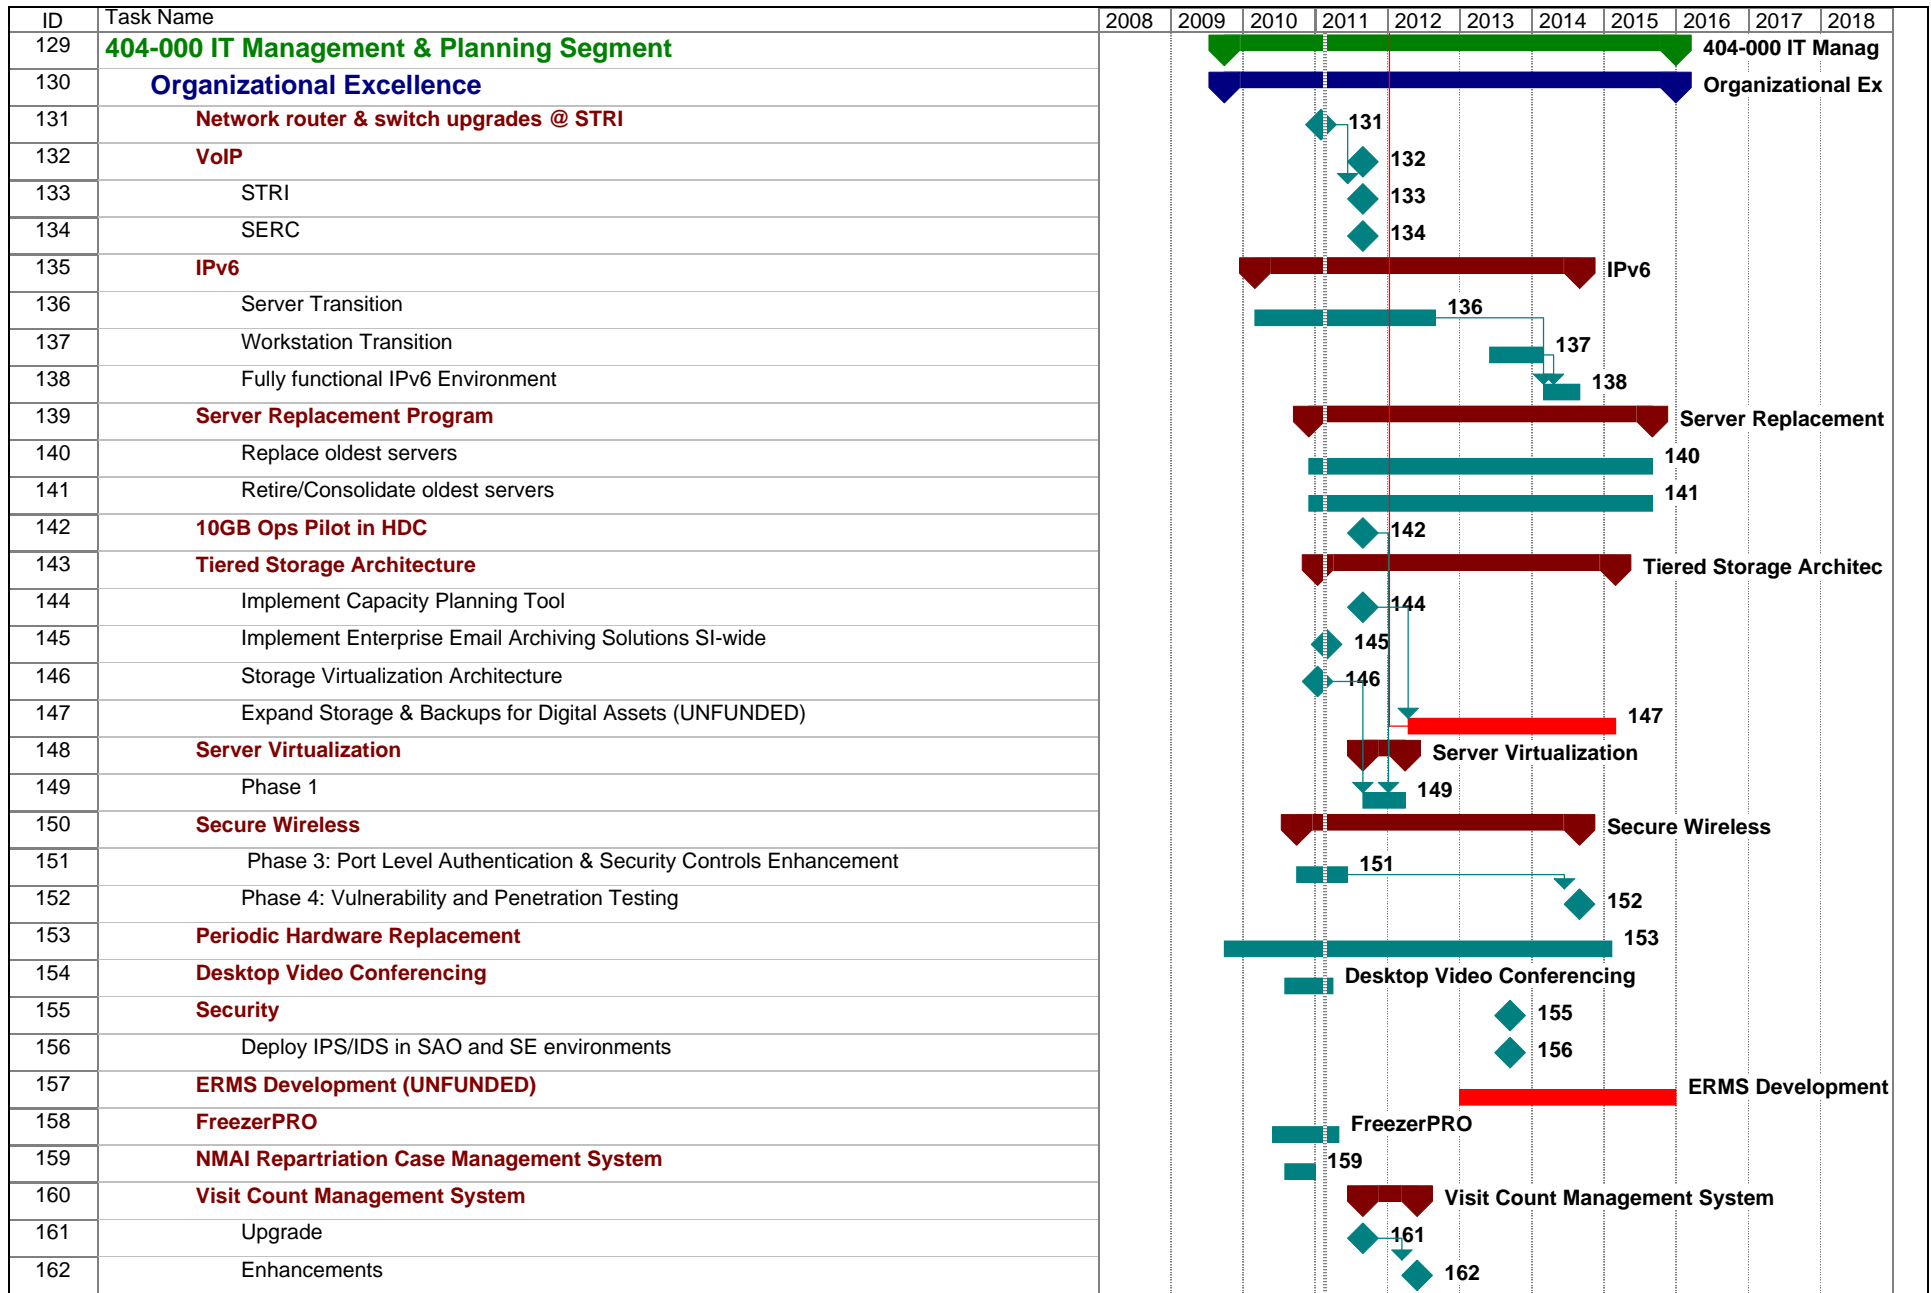 ID Task Name 2008 2009 2010 2011 2012 2013 2014 2015 2016 2017 2018
129 404-000 IT Management & Planning Segment 404-000 IT Manag
130 Organizational Excellence Organizational Ex
131 Network router & switch upgrades @ STRI 131
132 VoIP 132
133 STRI 133
134 SERC 134
135 IPv6 IPv6
136 Server Transition 136
137 Workstation Transition 137
138 Fully functional IPv6 Environment 138
139 Server Replacement Program Server Replacement
140 Replace oldest servers 140
141 Retire/Consolidate oldest servers 141
142 10GB Ops Pilot in HDC 142
143 Tiered Storage Architecture Tiered Storage Architec
144 Implement Capacity Planning Tool 144
145 Implement Enterprise Email Archiving Solutions SI-wide 145
146 Storage Virtualization Architecture 146
147 Expand Storage & Backups for Digital Assets (UNFUNDED) 147
148 Server Virtualization Server Virtualization
149 Phase 1 149
150 Secure Wireless Secure Wireless
151 Phase 3: Port Level Authentication & Security Controls Enhancement 151
152 Phase 4: Vulnerability and Penetration Testing 152
153 Periodic Hardware Replacement 153
154 Desktop Video Conferencing Desktop Video Conferencing
155 Security 155
156 Deploy IPS/IDS in SAO and SE environments 156
157 ERMS Development (UNFUNDED) ERMS Development
158 FreezerPRO FreezerPRO
159 NMAI Repartriation Case Management System 159
160 Visit Count Management System Visit Count Management System
161 Upgrade 161
162 Enhancements 162